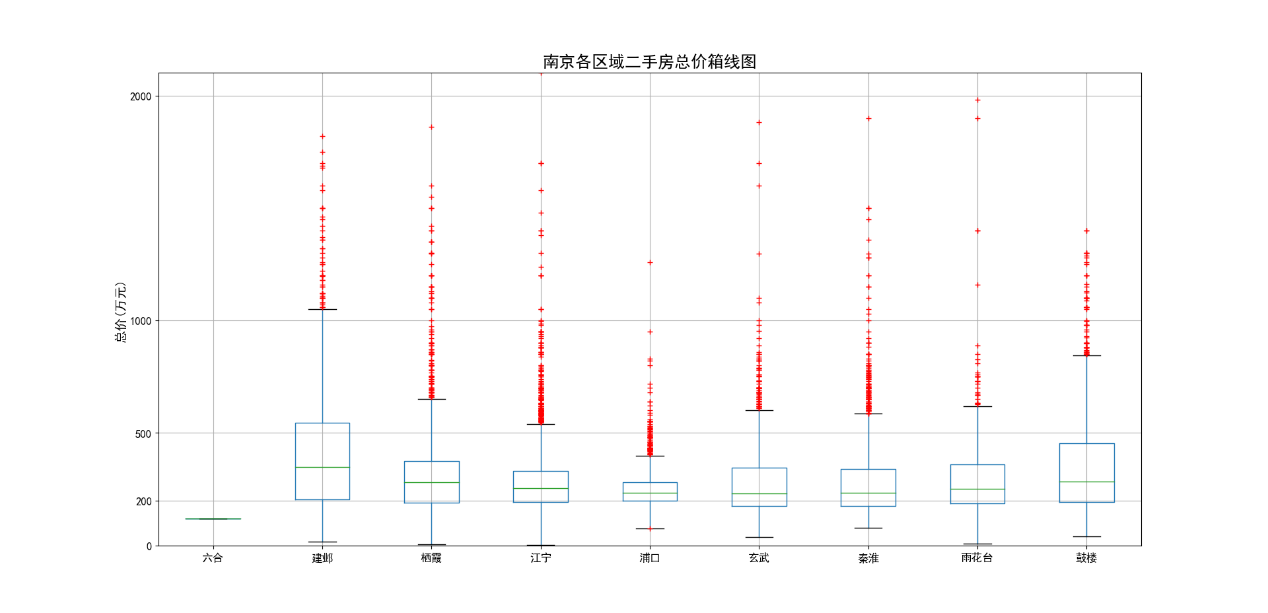 南京各区域二手房总价箱线图
总价(万元)
2000
1000
500
200
0
六合 建邺 栖霞 江宁 浦口 玄武 秦淮 雨花台 鼓楼